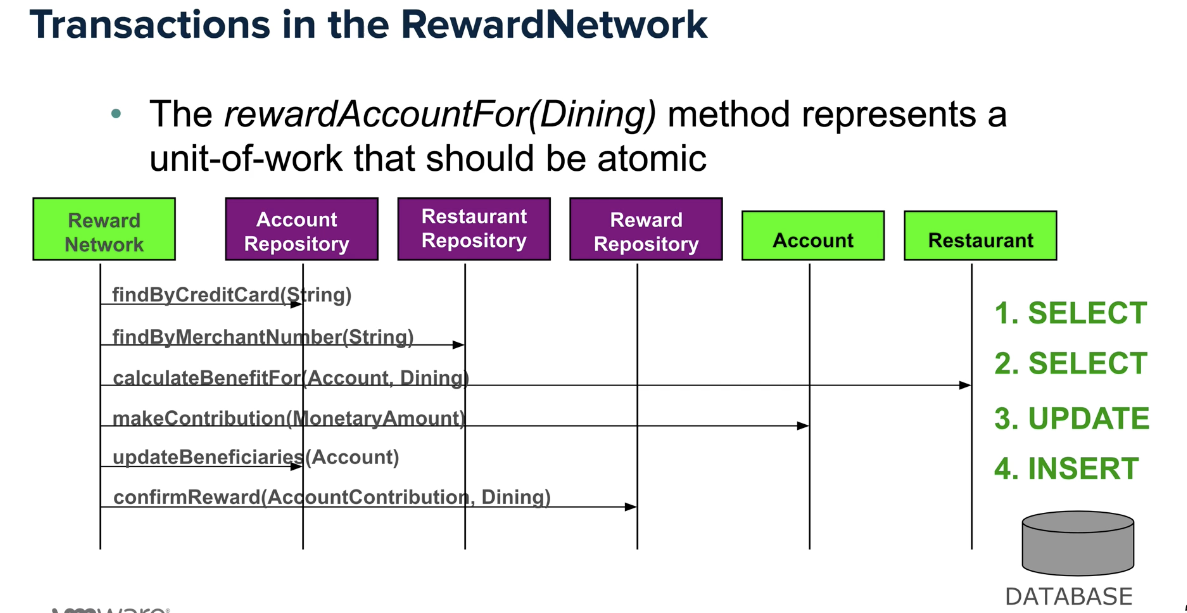 Transactions in the RewardNetwork
• The rewardAccountFor(Dining) method represents a
unit-of-work that should be atomic
Reward
Network
Account
Repository
Restaurant
Repository
Reward
Repository
Account
Restaurant
findByCreditCard(String)
findByMerchantNumber(String)
calculateBenefitFor(Account, Dining)
makeContribution(MonetaryAmount)
updateBeneficiaries(Account)
confirmReward(AccountContribution, Dining)
1. SELECT
2. SELECT
3. UPDATE
4. INSERT
DATABASE
vmware®